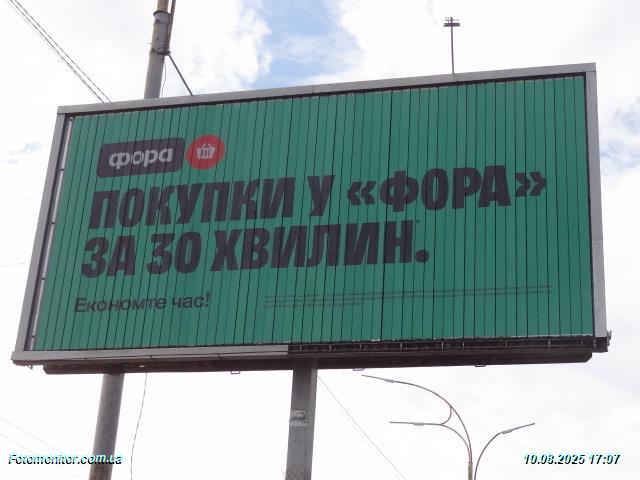 фора
ПОКУПКИ У «ФОРА»
ЗА 30 ХВИЛИН.
Економте час!
Fotomonitor.com.ua
10.08.2025 17:07